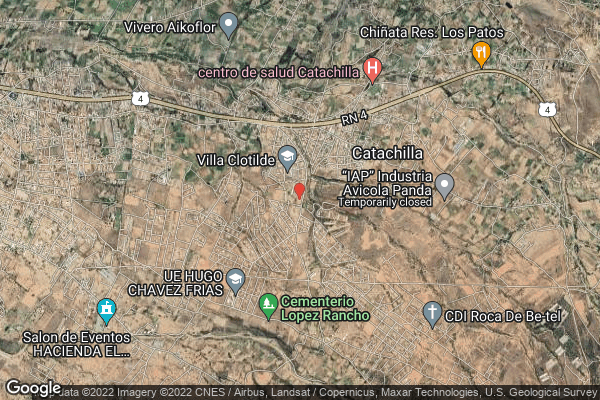 Vivero Aikoflor
Chiñata Res. Los Patos
centro de salud Catachilla
H
4
4
RN 4
Villa Clotilde
Catachilla
“IAP” Industria
Avicola Panda
Temporarily closed
UE HUGO
CHAVEZ FRIAS
Cementerio
Lopez Rancho
CDI Roca De Be-tel
Salon de Eventos
HACIENDA EL...
Google
data ©2022 Imagery ©2022 CNES / Airbus, Landsat / Copernicus, Maxar Technologies, U.S. Geological Survey